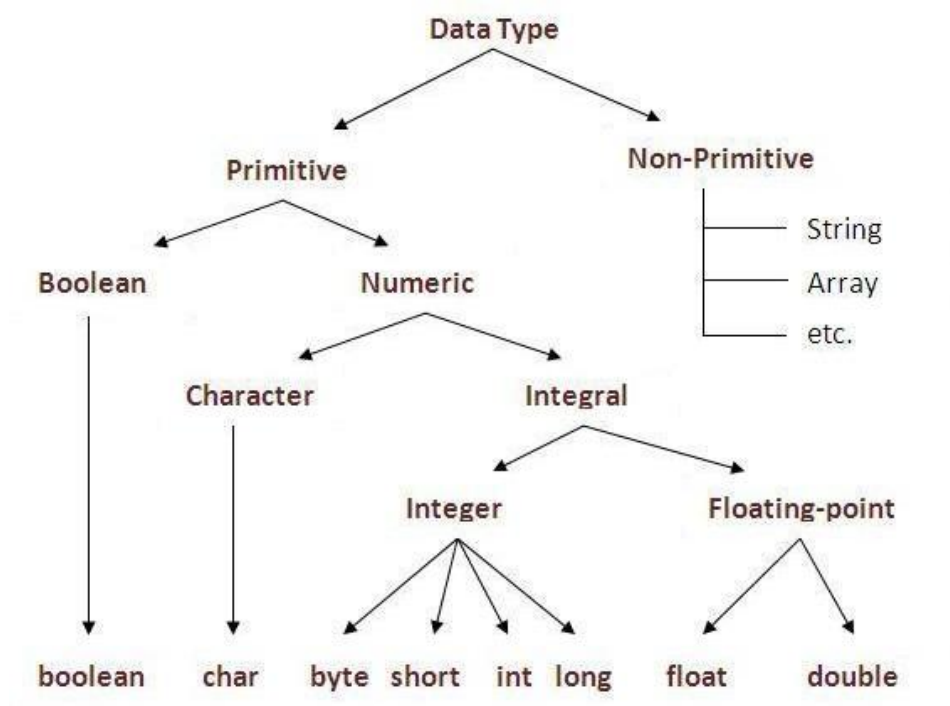 Data Type
Primitive
Non-Primitive
String
Array
etc.
Boolean
Numeric
Character
Integral
Integer
Floating-point
boolean char byte short int long float double